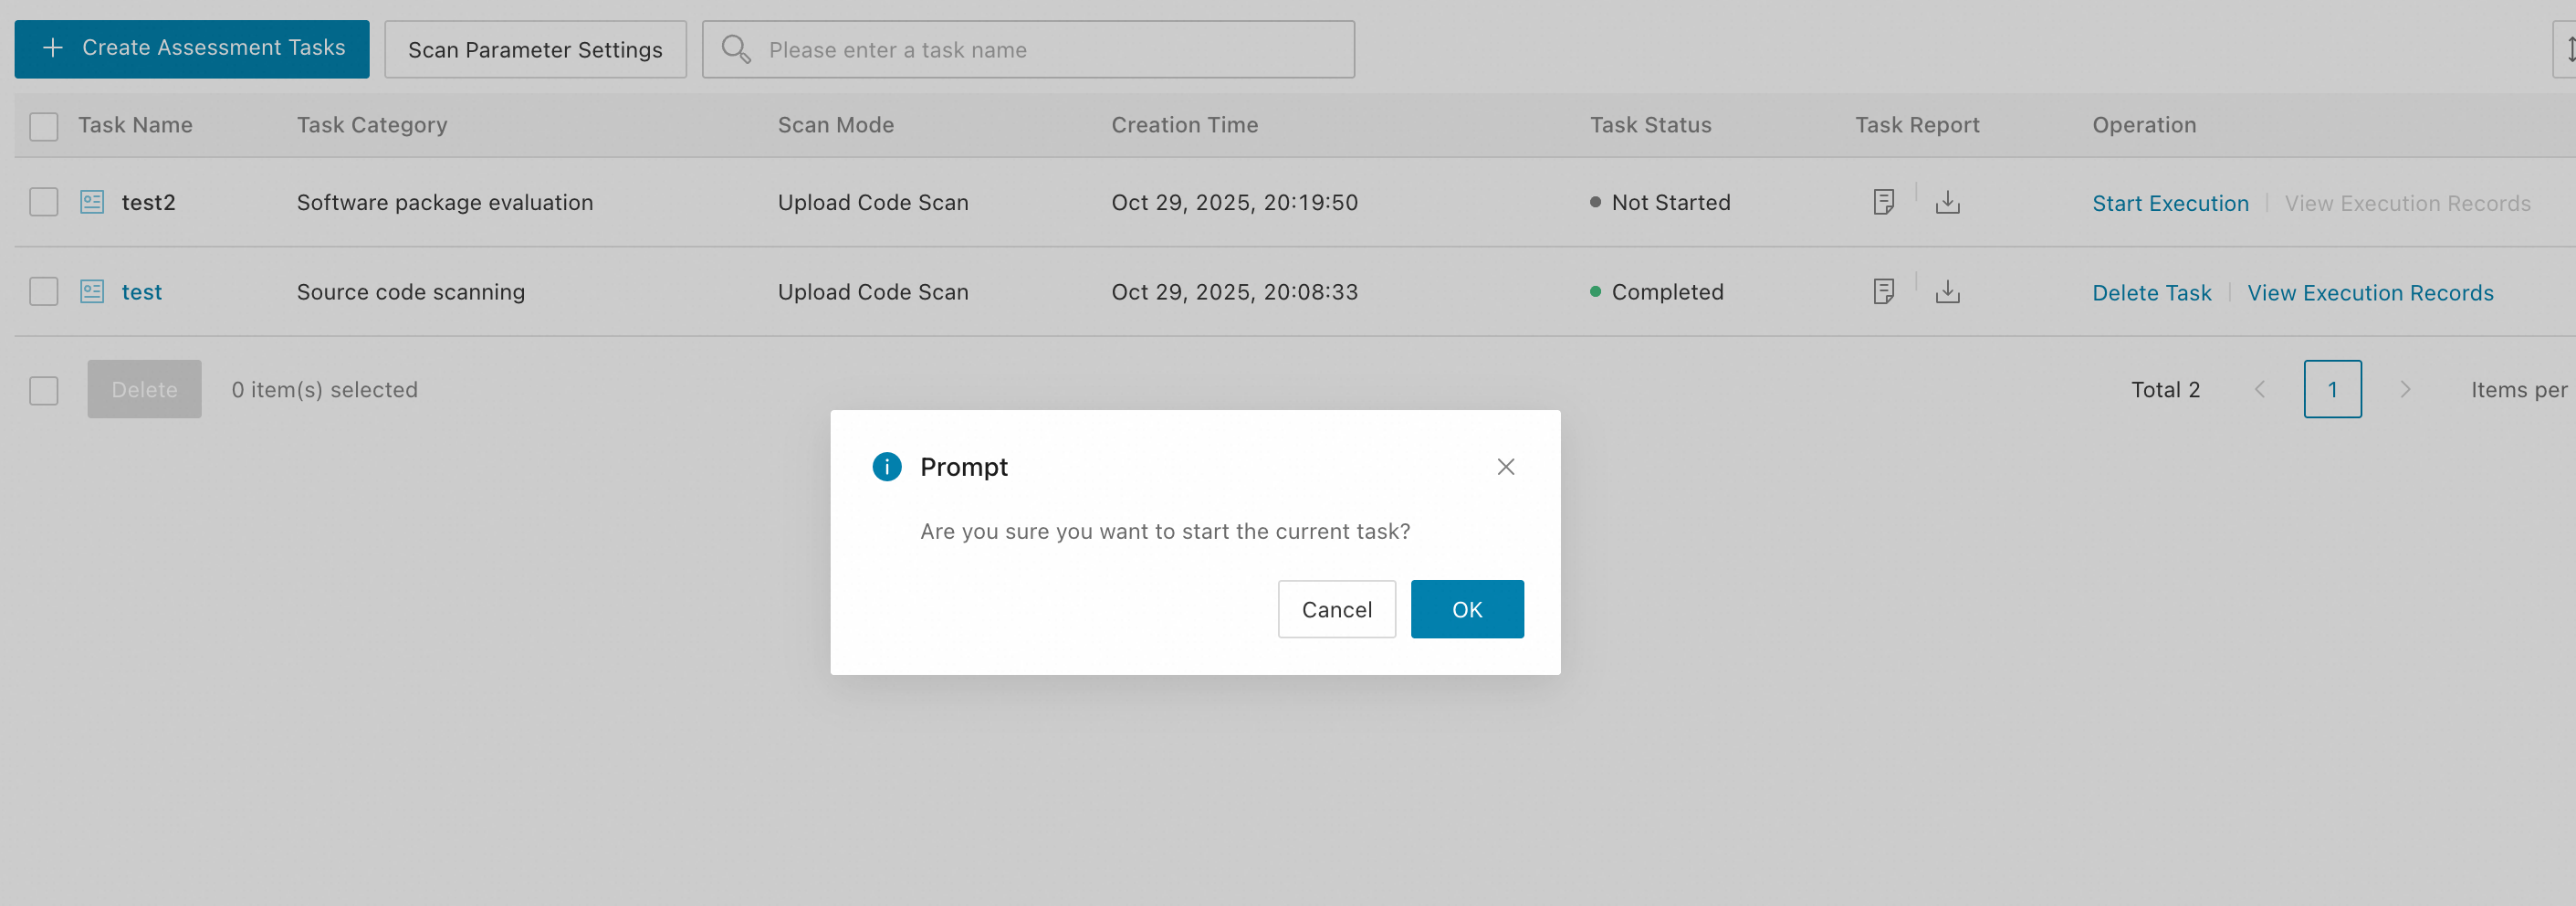 Create Assessment Tasks Scan Parameter Settings Please enter a task name
Task Name Task Category Scan Mode Creation Time Task Status Task Report Operation
test2 Software package evaluation Upload Code Scan Oct 29, 2025, 20:19:50 Not Started Start Execution View Execution Records
test Source code scanning Upload Code Scan Oct 29, 2025, 20:08:33 Completed Delete Task View Execution Records
Delete 0 item(s) selected Total 2 1 Items per
Prompt
Are you sure you want to start the current task?
Cancel OK